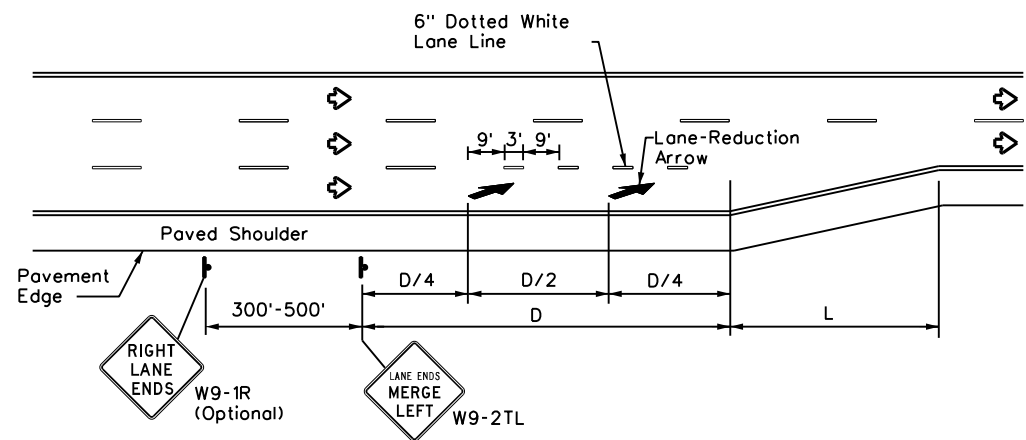 6" Dotted White
Lane Line
9' 3' 9'
Lane-Reduction
Arrow
Paved Shoulder
Pavement
Edge
D/4 D/2 D/4
300'-500' D L
RIGHT
LANE
ENDS
W9-1R
(Optional)
LANE ENDS
MERGE
LEFT
W9-2TL